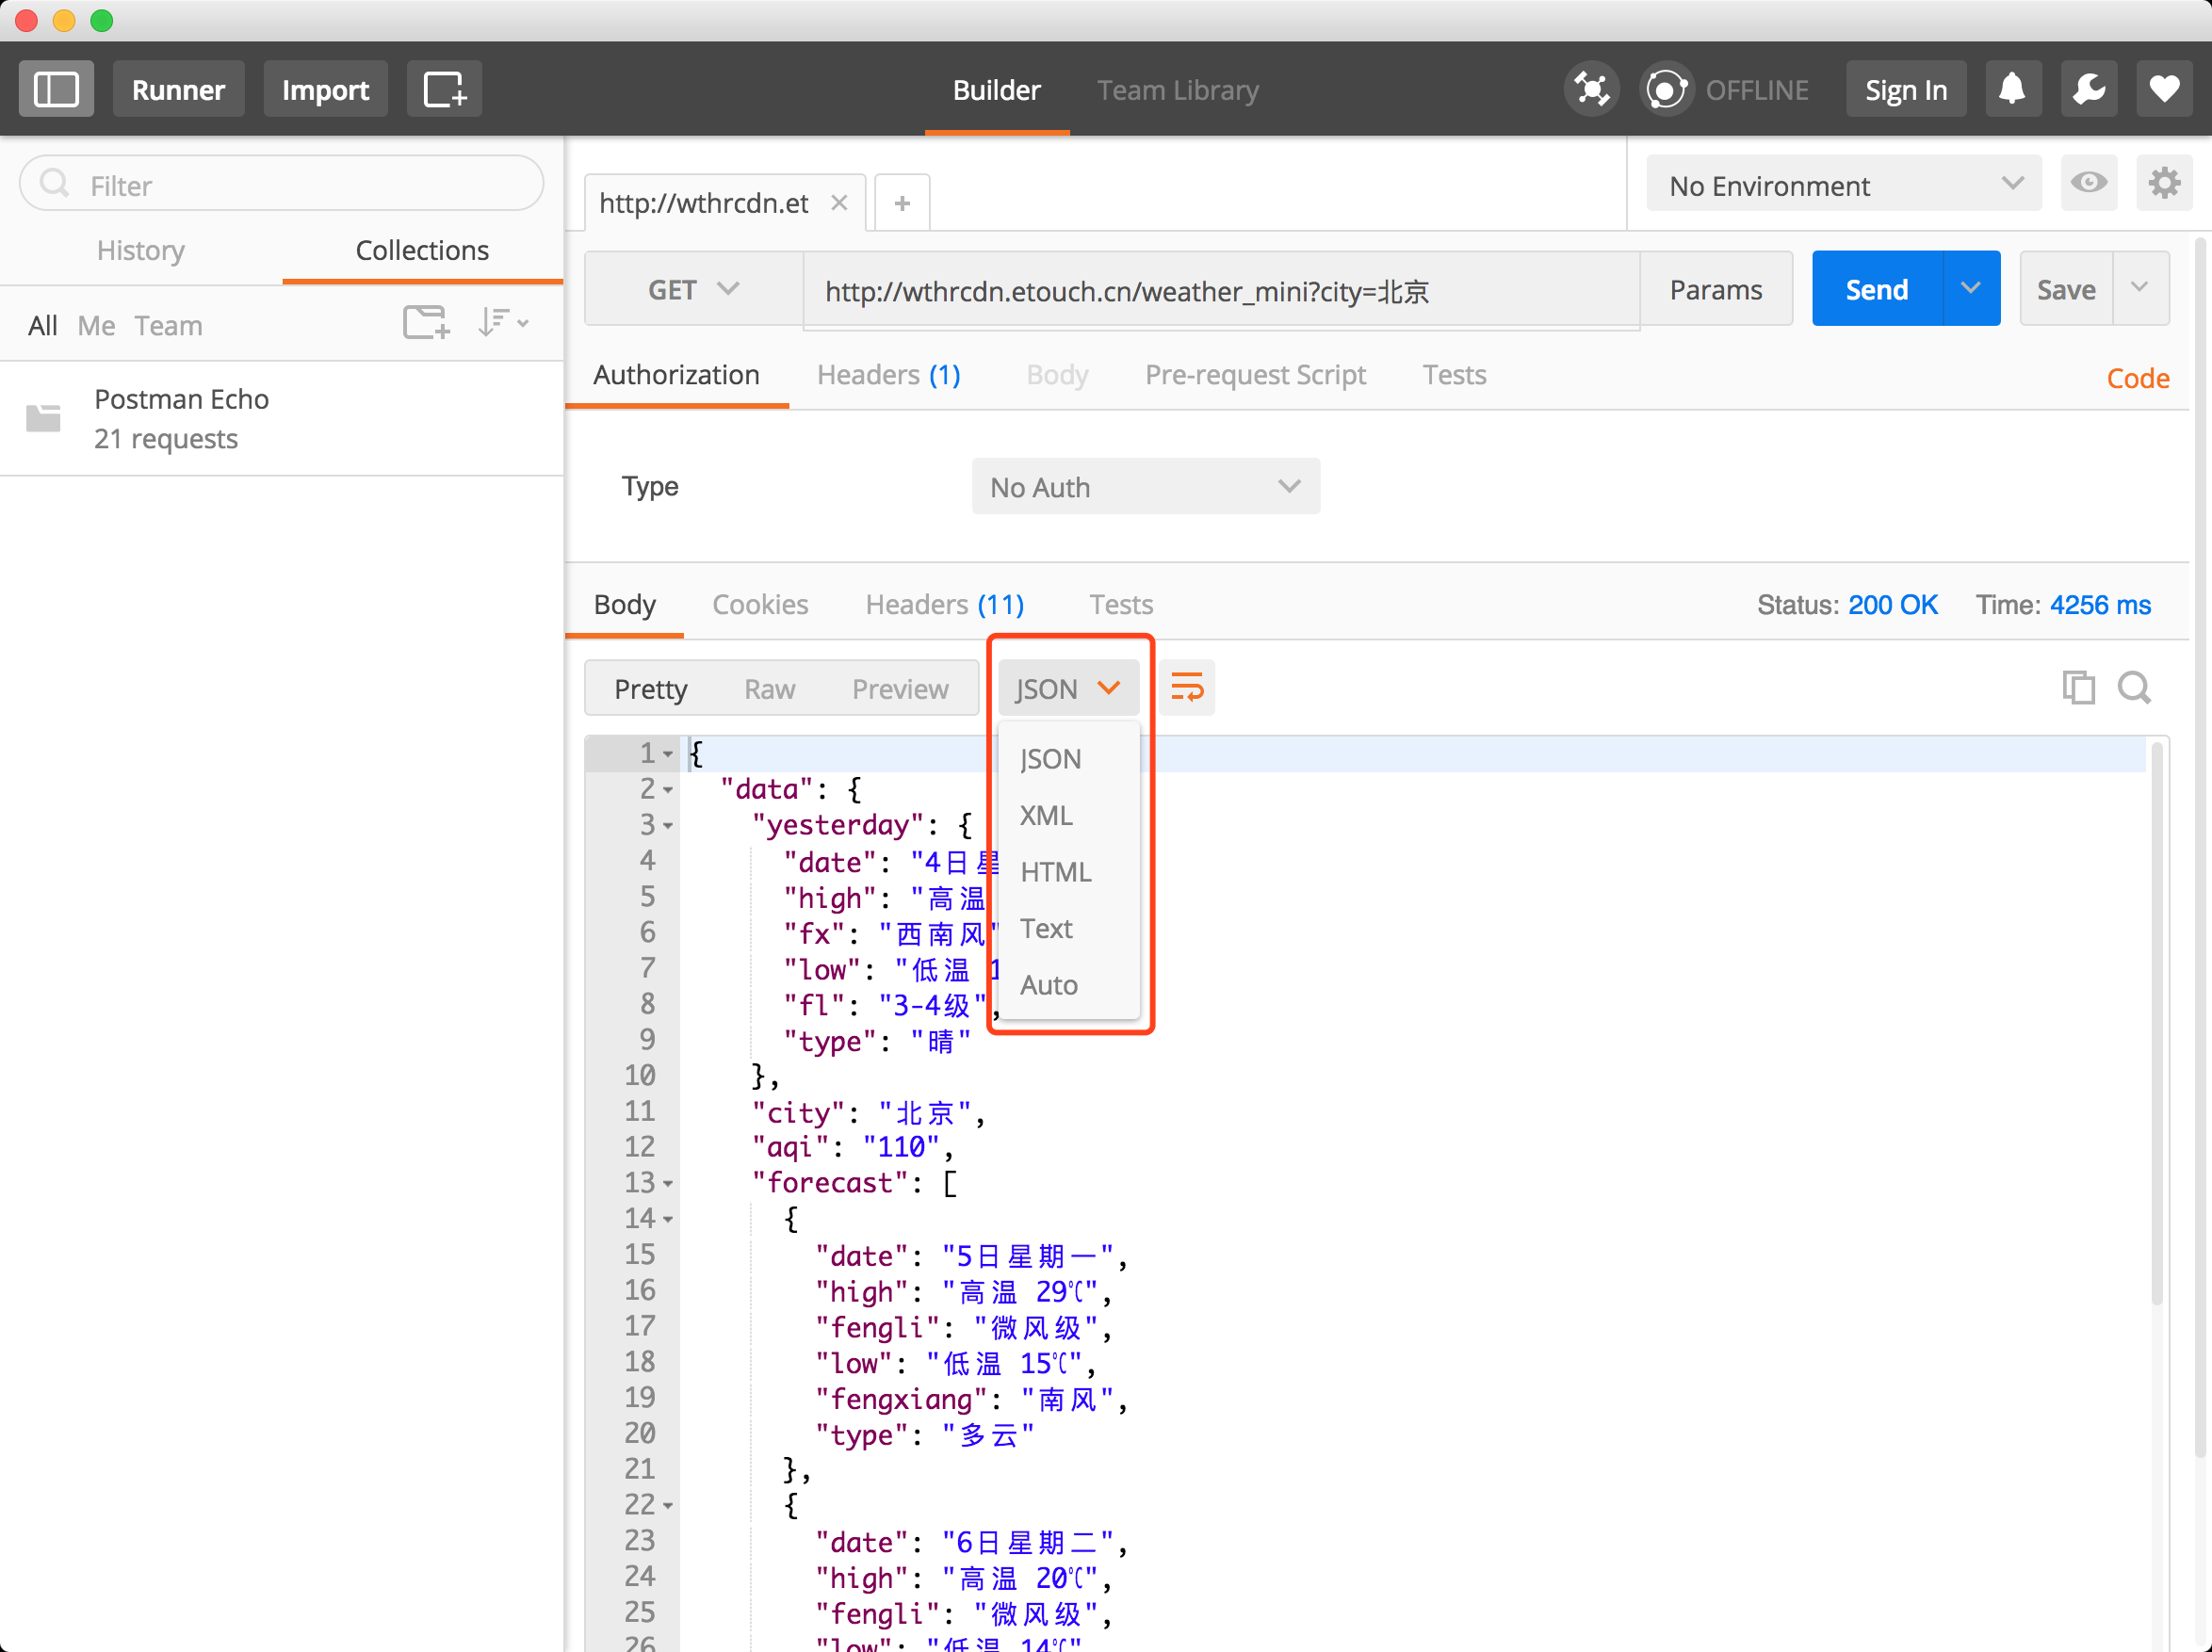 Runner Import Builder Team Library OFFLINE Sign In
Filter
History Collections
All Me Team
Postman Echo
21 requests
http://wthrcdn.et × +
No Environment
GET http://wthrcdn.etouch.cn/weather_mini?city=北京 Params Send Save
Authorization Headers (1) Body Pre-request Script Tests Code
Type No Auth
Body Cookies Headers (11) Tests Status: 200 OK Time: 4256 ms
Pretty Raw Preview JSON
JSON
XML
HTML
Text
Auto
1 {
2 "data": {
3 "yesterday": {
4 "date": "4日星
5 "high": "高温
6 "fx": "西南风"
7 "low": "低温 1
8 "fl": "3-4级",
9 "type": "晴"
10 },
11 "city": "北京",
12 "aqi": "110",
13 "forecast": [
14 {
15 "date": "5日星期一",
16 "high": "高温 29℃",
17 "fengli": "微风级",
18 "low": "低温 15℃",
19 "fengxiang": "南风",
20 "type": "多云"
21 },
22 {
23 "date": "6日星期二",
24 "high": "高温 20℃",
25 "fengli": "微风级",
26 "low": "低温 14℃"